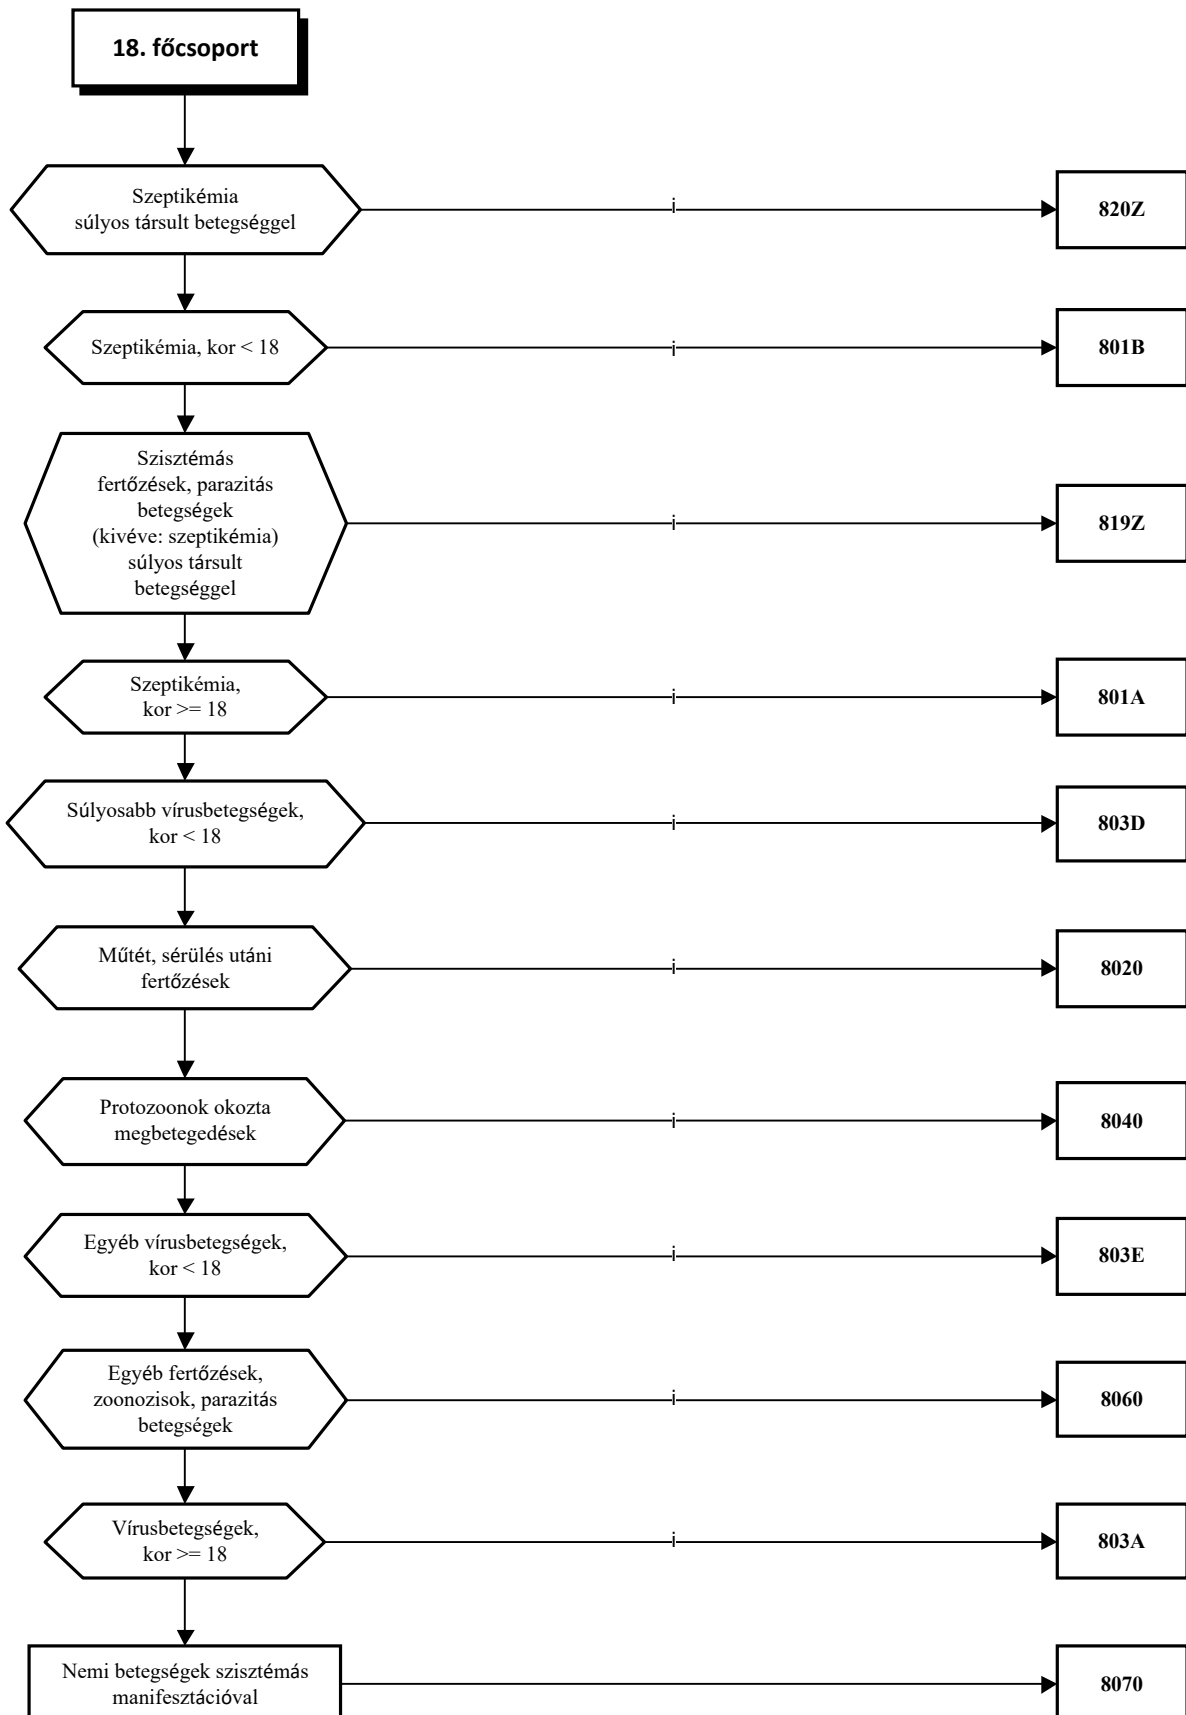 18. főcsoport
Szeptikémia
súlyos társult betegséggel
i
820Z
Szeptikémia, kor < 18
i
801B
Szisztémás
fertőzések, parazitás
betegségek
(kivéve: szeptikémia)
súlyos társult
betegséggel
i
819Z
Szeptikémia,
kor >= 18
i
801A
Súlyosabb vírusbetegségek,
kor < 18
i
803D
Műtét, sérülés utáni
fertőzések
i
8020
Protozoonok okozta
megbetegedések
i
8040
Egyéb vírusbetegségek,
kor < 18
i
803E
Egyéb fertőzések,
zoonozisok, parazitás
betegségek
i
8060
Vírusbetegségek,
kor >= 18
i
803A
Nemi betegségek szisztémás
manifesztációval
8070